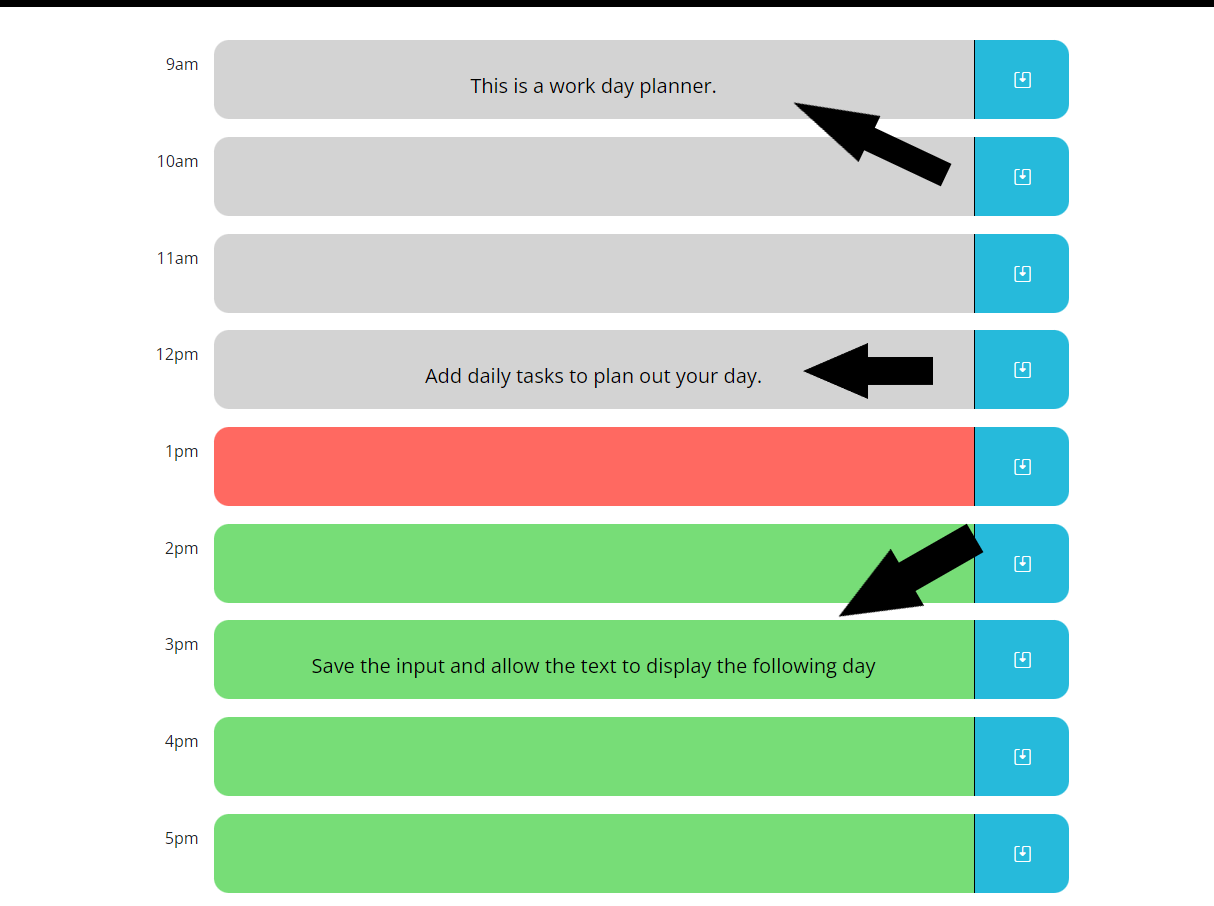 9am
This is a work day planner.
10am
11am
12pm
Add daily tasks to plan out your day.
1pm
2pm
3pm
Save the input and allow the text to display the following day
4pm
5pm